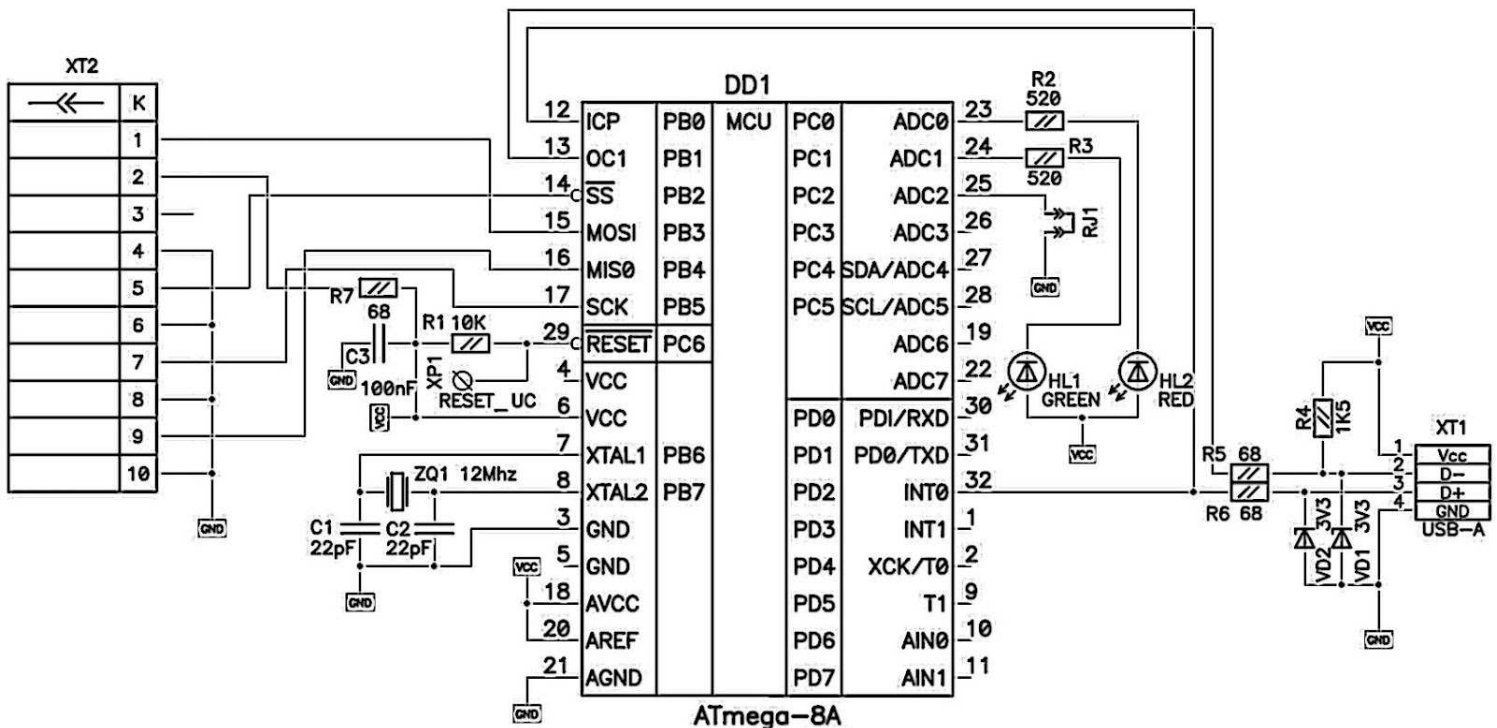 XT2
K
1
2
3
4
5
6
7
8
9
10
GND
R7
68
C3
100nF
GND
VCC
R1 10K
XP1
RESET_UC
ZQ1 12Mhz
C1
22pF
C2
22pF
GND
VCC
GND
DD1
MCU
12 ICP PB0
13 OC1 PB1
14 SS PB2
15 MOSI PB3
16 MIS0 PB4
17 SCK PB5
29 RESET PC6
4 VCC
6 VCC
7 XTAL1 PB6
8 XTAL2 PB7
3 GND
5 GND
18 AVCC
20 AREF
21 AGND
PC0 ADC0 23
PC1 ADC1 24
PC2 ADC2 25
PC3 ADC3 26
PC4 SDA/ADC4 27
PC5 SCL/ADC5 28
ADC6 19
ADC7 22
PD0 PDI/RXD 30
PD1 PD0/TXD 31
PD2 INT0 32
PD3 INT1 1
PD4 XCK/T0 2
PD5 T1 9
PD6 AIN0 10
PD7 AIN1 11
ATmega-8A
R2
520
R3
520
RJ1
GND
HL1
GREEN
HL2
RED
VCC
VCC
R4
1K5
R5 68
R6 68
VD2
3V3
VD1
3V3
GND
XT1
1 Vcc
2 D-
3 D+
4 GND
USB-A